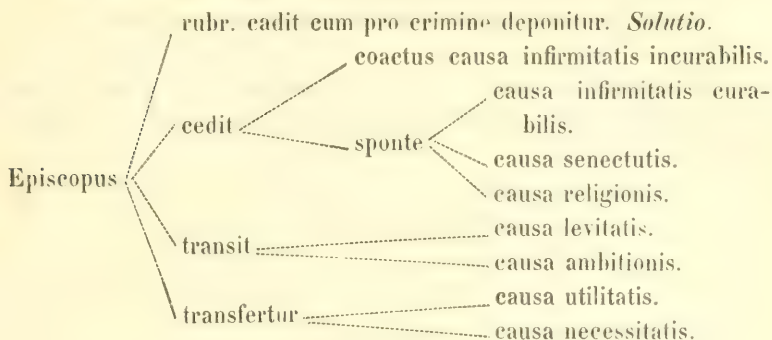 rubr. cadit cum pro crimine deponitur. Solutio.
coactus causa infirmitatis incurabilis.
causa infirmitatis cura-
bilis.
cedit
sponte
causa senectutis.
Episcopus
causa religionis.
causa levitatis.
transit
causa ambitionis.
causa utilitatis.
transfertur
causa necessitatis.